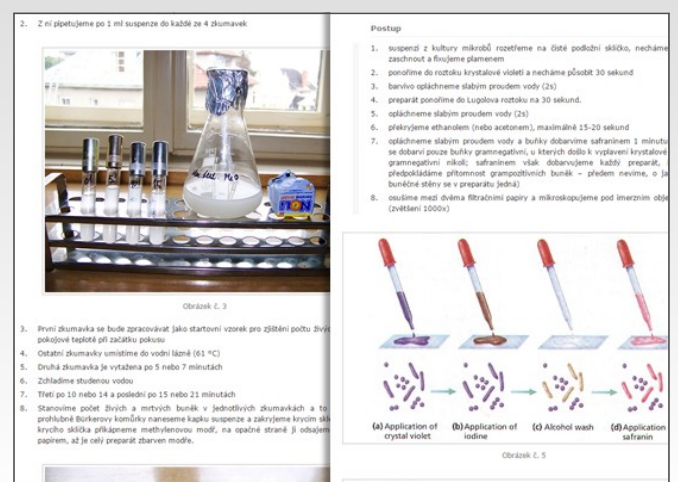 2. Z ní pipetujeme po 1 ml suspenze do každé ze 4 zkumavek
Obrázek č. 3
3. První zkumavka se bude zpracovávat jako startovní vzorek pro zjištění počtu živýc
pokojové teplotě při začátku pokusu
4. Ostatní zkumavky umístíme do vodní lázně (61 °C)
5. Druhá zkumavka je vytažena po 5 nebo 7 minutách
6. Zchladíme studenou vodou
7. Třetí po 10 nebo 14 a poslední po 15 nebo 21 minutách
8. Stanovíme počet živých a mrtvých buněk v jednotlivých zkumavkách a to
prohlubně Bürkerovy komůrky naneseme kapku suspenze a zakryjeme krycím skle
krycího sklíčka přikápneme methylenovou modř, na opačné straně ji odsajem
papírem, až je celý preparát zbarven modře.
Postup
1. suspenzi z kultury mikrobů rozetřeme na čisté podložní sklíčko, necháme
zaschnout a fixujeme plamenem
2. ponoříme do roztoku krystalové violeti a necháme působit 30 sekund
3. barvivo opláchneme slabým proudem vody (2s)
4. preparát ponoříme do Lugolova roztoku na 30 sekund.
5. opláchneme slabým proudem vody (2s)
6. překryjeme ethanolem (nebo acetonem), maximálně 15-20 sekund
7. opláchneme slabým proudem vody a buňky dobarvíme safraninem 1 minutu
se dobarví pouze buňky gramnegativní, u kterých došlo k vyplavení krystalové
gramnegativní nikoli; safraninem však dobarvujeme každý preparát,
předpokládáme přítomnost grampozitivních buněk – předem nevíme, o ja
buněčné stěny se v preparátu jedná)
8. osušíme mezi dvěma filtračními papíry a mikroskopujeme pod imerzním obje
(zvětšení 1000x)
(a) Application of
crystal violet
(b) Application of
iodine
(c) Alcohol wash
(d) Application
safranin
Obrázek č. 5